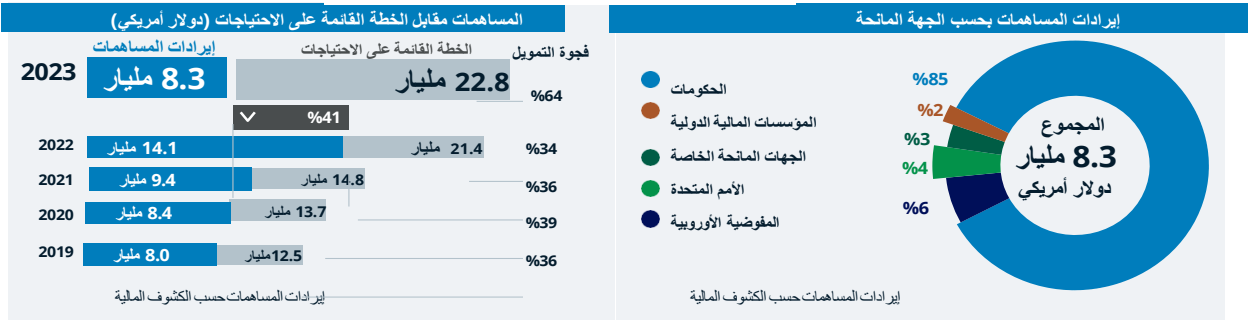 إيرادات المساهمات بحسب الجهة المانحة
الحكومات
المؤسسات المالية الدولية
الجهات المانحة الخاصة
الأمم المتحدة
المفوضية الأوروبية
%85
%2
%3
%4
%6
المجموع
8.3 مليار
دولار أمريكي
إيرادات المساهمات حسب الكشوف المالية
المساهمات مقابل الخطة القائمة على الاحتياجات (دولار أمريكي)
فجوة التمويل
الخطة القائمة على الاحتياجات
إيرادات المساهمات
2023
8.3 مليار
22.8 مليار
%64
%41
2022
14.1 مليار
21.4 مليار
%34
2021
9.4 مليار
14.8 مليار
%36
2020
8.4 مليار
13.7 مليار
%39
2019
8.0 مليار
12.5مليار
%36
إيرادات المساهمات حسب الكشوف المالية